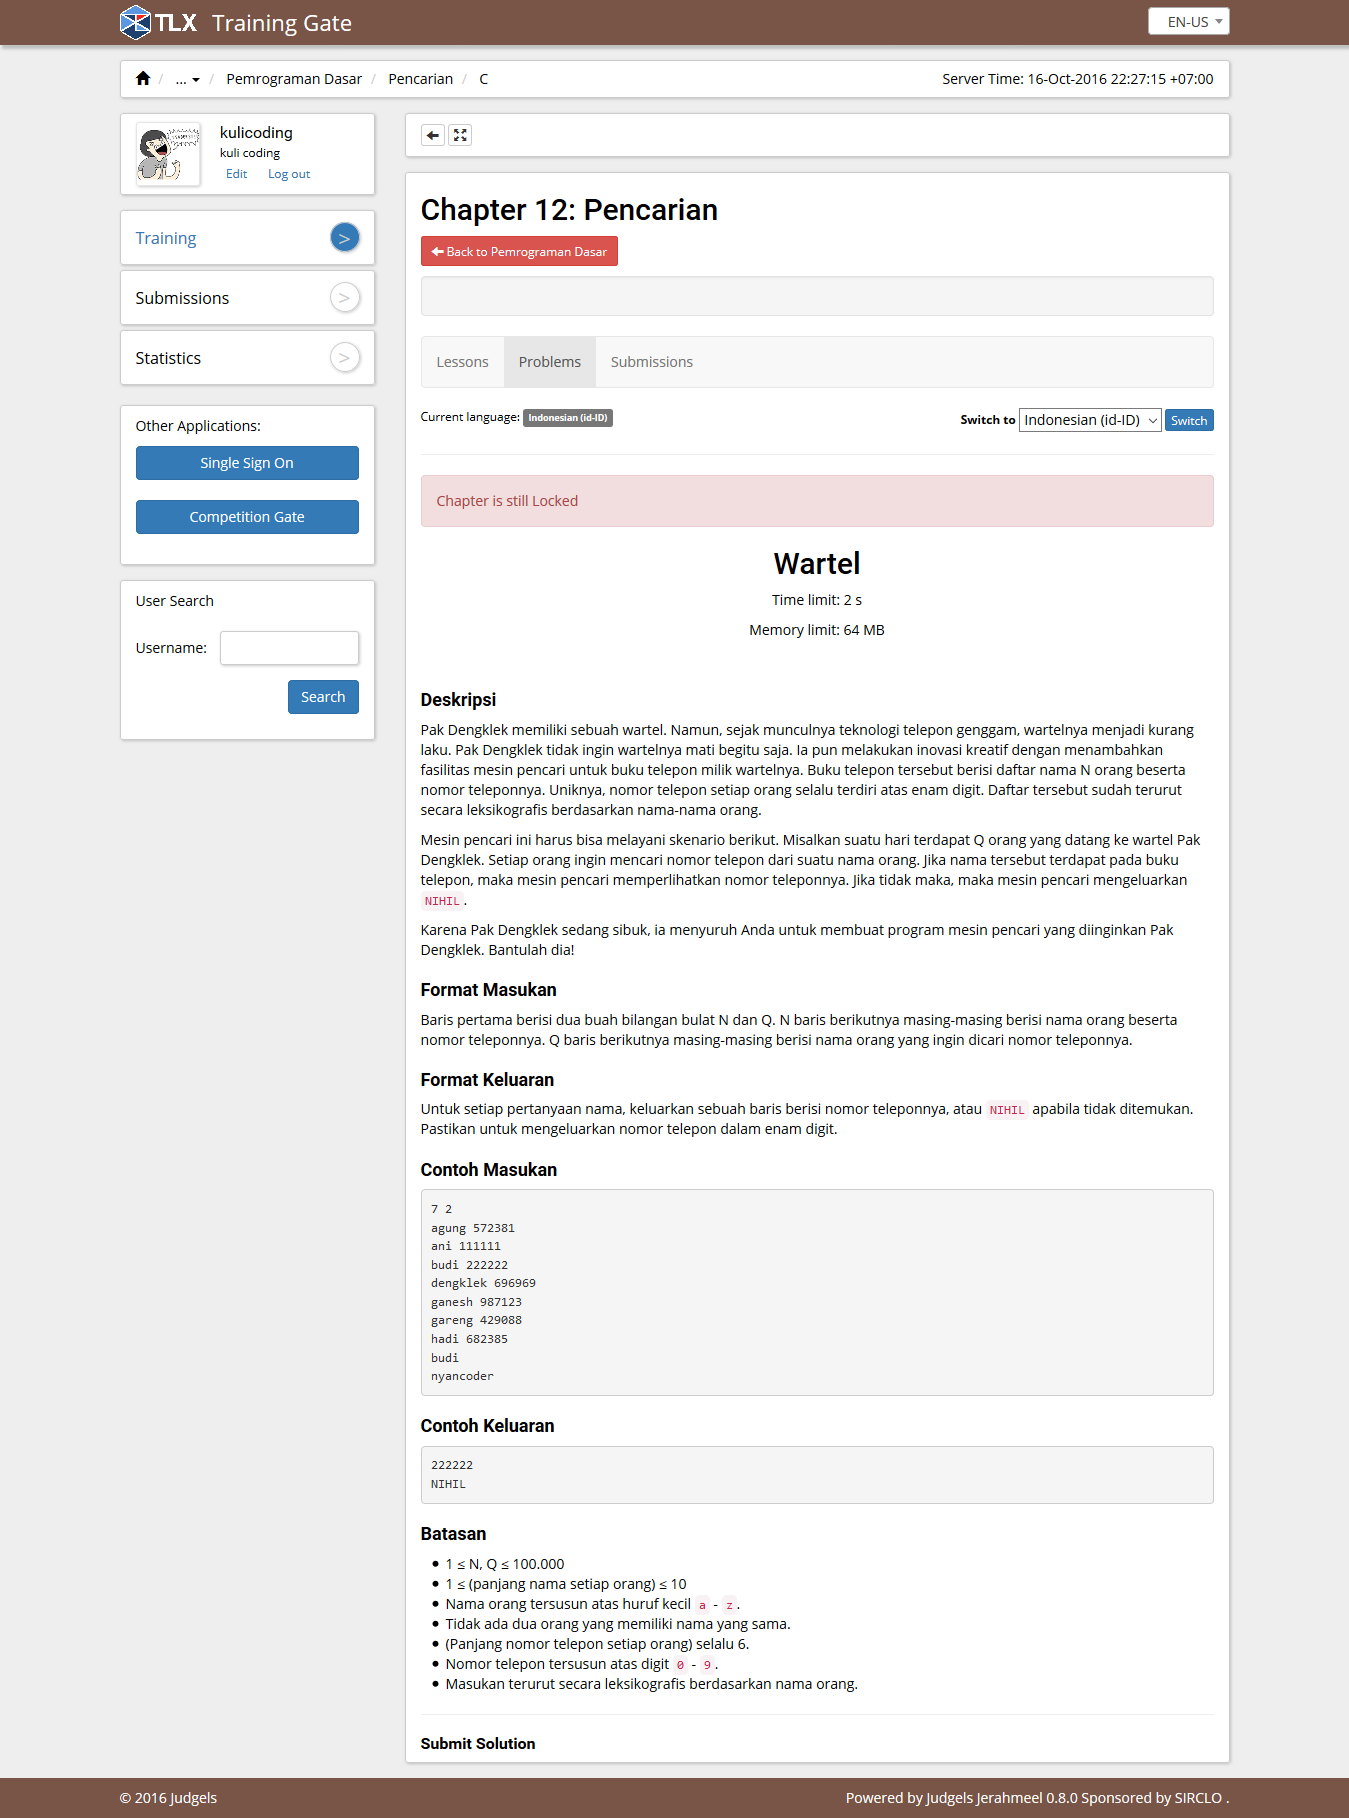 TLX Training Gate
EN-US
... Pemrograman Dasar / Pencarian / C
Server Time: 16-Oct-2016 22:27:15 +07:00
kulicoding
kuli coding
Edit Log out
Training >
Submissions >
Statistics >
Other Applications:
Single Sign On
Competition Gate
User Search
Username:
Search
Chapter 12: Pencarian
Back to Pemrograman Dasar
Lessons Problems Submissions
Current language: Indonesian (id-ID)
Switch to Indonesian (id-ID) Switch
Chapter is still Locked
Wartel
Time limit: 2 s
Memory limit: 64 MB
Deskripsi
Pak Dengklek memiliki sebuah wartel. Namun, sejak munculnya teknologi telepon genggam, wartelnya menjadi kurang
laku. Pak Dengklek tidak ingin wartelnya mati begitu saja. Ia pun melakukan inovasi kreatif dengan menambahkan
fasilitas mesin pencari untuk buku telepon milik wartelnya. Buku telepon tersebut berisi daftar nama N orang beserta
nomor teleponnya. Uniknya, nomor telepon setiap orang selalu terdiri atas enam digit. Daftar tersebut sudah terurut
secara leksikografis berdasarkan nama-nama orang.
Mesin pencari ini harus bisa melayani skenario berikut. Misalkan suatu hari terdapat Q orang yang datang ke wartel Pak
Dengklek. Setiap orang ingin mencari nomor telepon dari suatu nama orang. Jika nama tersebut terdapat pada buku
telepon, maka mesin pencari memperlihatkan nomor teleponnya. Jika tidak maka, maka mesin pencari mengeluarkan
NIHIL.
Karena Pak Dengklek sedang sibuk, ia menyuruh Anda untuk membuat program mesin pencari yang diinginkan Pak
Dengklek. Bantulah dia!
Format Masukan
Baris pertama berisi dua buah bilangan bulat N dan Q. N baris berikutnya masing-masing berisi nama orang beserta
nomor teleponnya. Q baris berikutnya masing-masing berisi nama orang yang ingin dicari nomor teleponnya.
Format Keluaran
Untuk setiap pertanyaan nama, keluarkan sebuah baris berisi nomor teleponnya, atau NIHIL apabila tidak ditemukan.
Pastikan untuk mengeluarkan nomor telepon dalam enam digit.
Contoh Masukan
7 2
agung 572381
ani 111111
budi 222222
dengklek 696969
ganesh 987123
gareng 429088
hadi 682385
budi
nyancoder
Contoh Keluaran
222222
NIHIL
Batasan
1 ≤ N, Q ≤ 100.000
1 ≤ (panjang nama setiap orang) ≤ 10
Nama orang tersusun atas huruf kecil a - z.
Tidak ada dua orang yang memiliki nama yang sama.
(Panjang nomor telepon setiap orang) selalu 6.
Nomor telepon tersusun atas digit 0 - 9.
Masukan terurut secara leksikografis berdasarkan nama orang.
Submit Solution
© 2016 Judgels
Powered by Judgels Jerahmeel 0.8.0 Sponsored by SIRCLO .